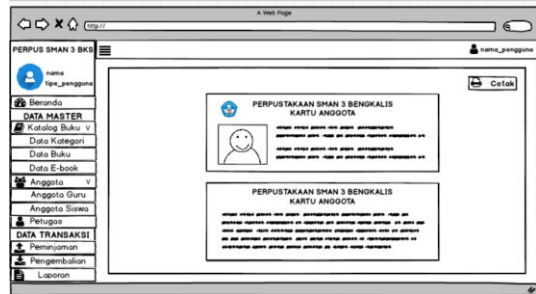 A Web Page
http://
PERPUS SMAN 3 BKS
nama_pengguna
nama
tipe_pengguna
Beranda
DATA MASTER
Katalog Buku v
Data Kategori
Data Buku
Data E-book
Anggota v
Anggota Guru
Anggota Siswa
Petugas
DATA TRANSAKSI
Peminjaman
Pengembalian
Laporan
Cetak
PERPUSTAKAAN SMAN 3 BENGKALIS
KARTU ANGGOTA
PERPUSTAKAAN SMAN 3 BENGKALIS
KARTU ANGGOTA